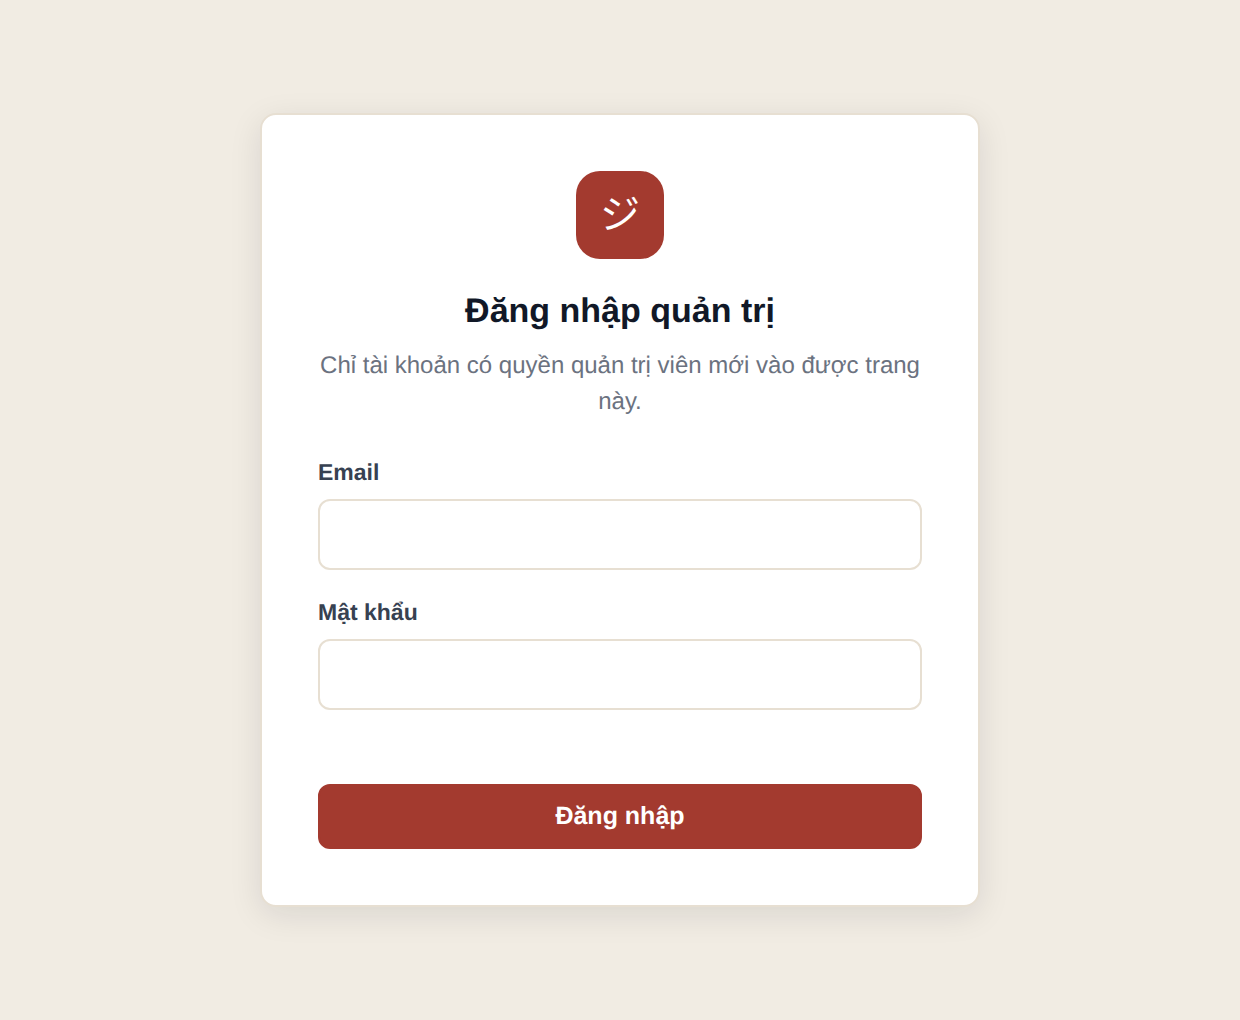 ジ
Đăng nhập quản trị
Chỉ tài khoản có quyền quản trị viên mới vào được trang
này.
Email
Mật khẩu
Đăng nhập